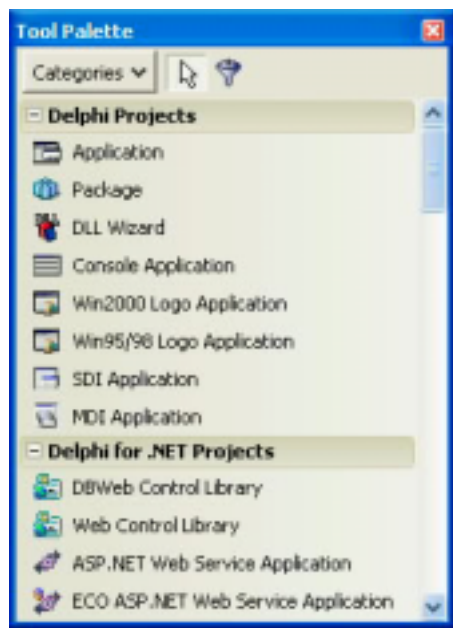 Tool Palette
Categories
Delphi Projects
Application
Package
DLL Wizard
Console Application
Win2000 Logo Application
Win95/98 Logo Application
SDI Application
MDI Application
Delphi for .NET Projects
DBWeb Control Library
Web Control Library
ASP.NET Web Service Application
ECO ASP.NET Web Service Application